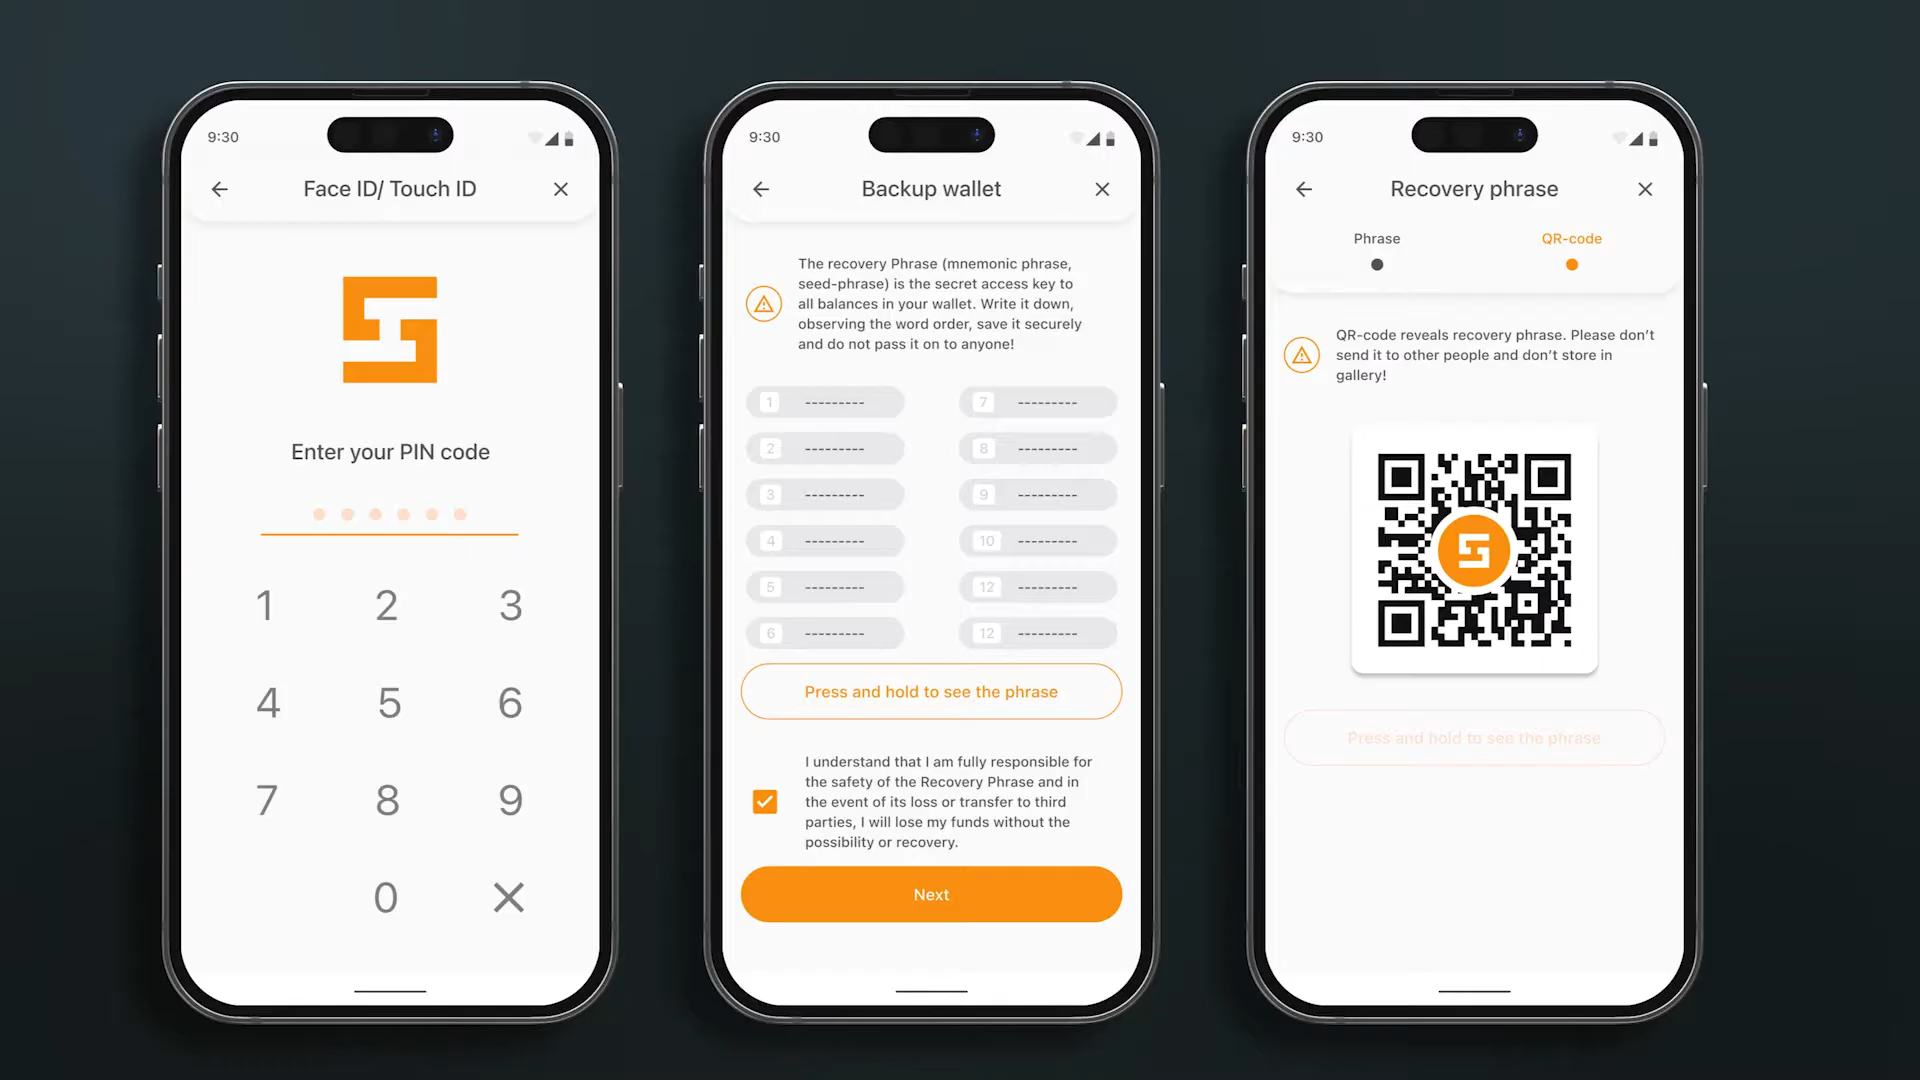 9:30
Face ID/ Touch ID
Enter your PIN code
1 2 3
4 5 6
7 8 9
0
9:30
Backup wallet
The recovery Phrase (mnemonic phrase,
seed-phrase) is the secret access key to
all balances in your wallet. Write it down,
observing the word order, save it securely
and do not pass it on to anyone!
1 --------- 7 ---------
2 --------- 8 ---------
3 --------- 9 ---------
4 --------- 10 ---------
5 --------- 12 ---------
6 --------- 12 ---------
Press and hold to see the phrase
I understand that I am fully responsible for
the safety of the Recovery Phrase and in
the event of its loss or transfer to third
parties, I will lose my funds without the
possibility or recovery.
Next
9:30
Recovery phrase
Phrase QR-code
QR-code reveals recovery phrase. Please don’t
send it to other people and don’t store in
gallery!
Press and hold to see the phrase